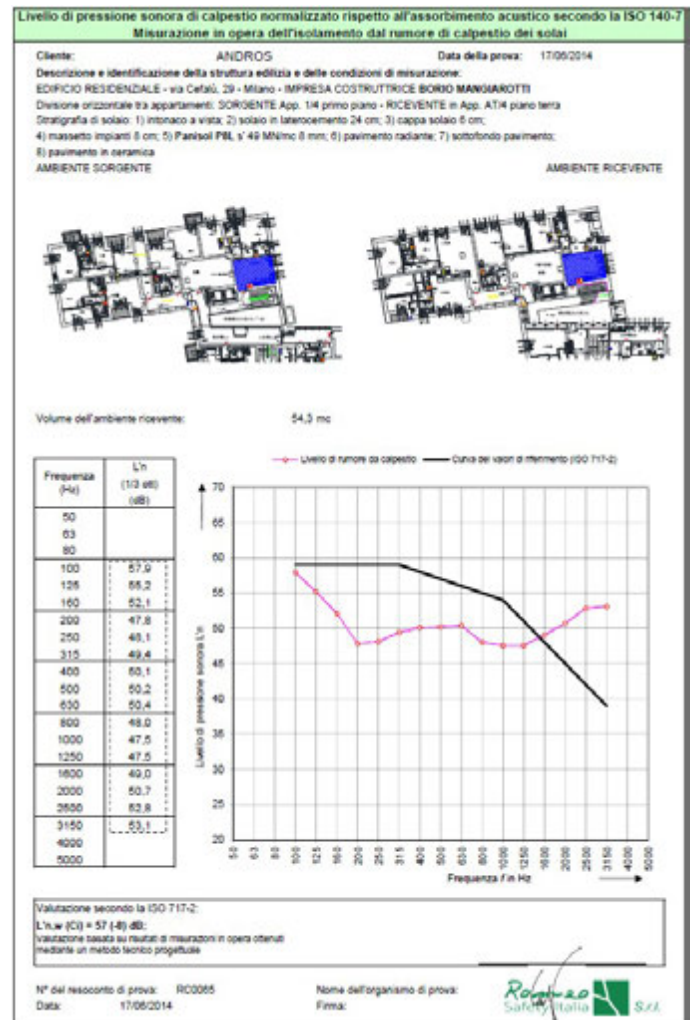 Livello di pressione sonora di calpestio normalizzato rispetto all'assorbimento acustico secondo la ISO 140-7
Misurazione in opera dell'isolamento dal rumore di calpestio dei solai
Cliente: ANDROS Data della prova: 17/06/2014
Descrizione e identificazione della struttura edilizia e delle condizioni di misurazione:
EDIFICIO RESIDENZIALE - via Cefalù, 29 - Milano - IMPRESA COSTRUTTRICE BORIO MANGIAROTTI
Divisione orizzontale tra appartamenti: SORGENTE App. 1/4 primo piano - RICEVENTE in App. AT/4 piano terra
Stratigrafia di solaio: 1) intonaco a vista; 2) solaio in laterocemento 24 cm; 3) cappa solaio 6 cm;
4) massetto impianti 8 cm; 5) Panisol P8L s' 49 MN/mc 8 mm; 6) pavimento radiante; 7) sottofondo pavimento;
8) pavimento in ceramica
AMBIENTE SORGENTE AMBIENTE RICEVENTE
Volume dell'ambiente ricevente: 54,3 mc
Frequenza (Hz) L'n (1/3 ott) (dB)
50
63
80
100 57,9
125 55,2
160 52,1
200 47,8
250 48,1
315 49,4
400 50,1
500 50,2
630 50,4
800 48,0
1000 47,5
1250 47,5
1600 49,0
2000 50,7
2500 52,8
3150 53,1
4000
5000
Livello di rumore da calpestio Curva dei valori di riferimento (ISO 717-2)
Livello di pressione sonora L'n
70
65
60
55
50
45
40
35
30
25
20
50 63 80 100 125 160 200 250 315 400 500 630 800 1000 1250 1600 2000 2500 3150 4000 5000
Frequenza f in Hz
Valutazione secondo la ISO 717-2:
L'n,w (Ci) = 57 (-8) dB;
Valutazione basata su risultati di misurazioni in opera ottenuti
mediante un metodo tecnico progettuale
N° del resoconto di prova: RC0065 Nome dell'organismo di prova:
Data: 17/06/2014 Firma:
Safety Italia S.r.l.